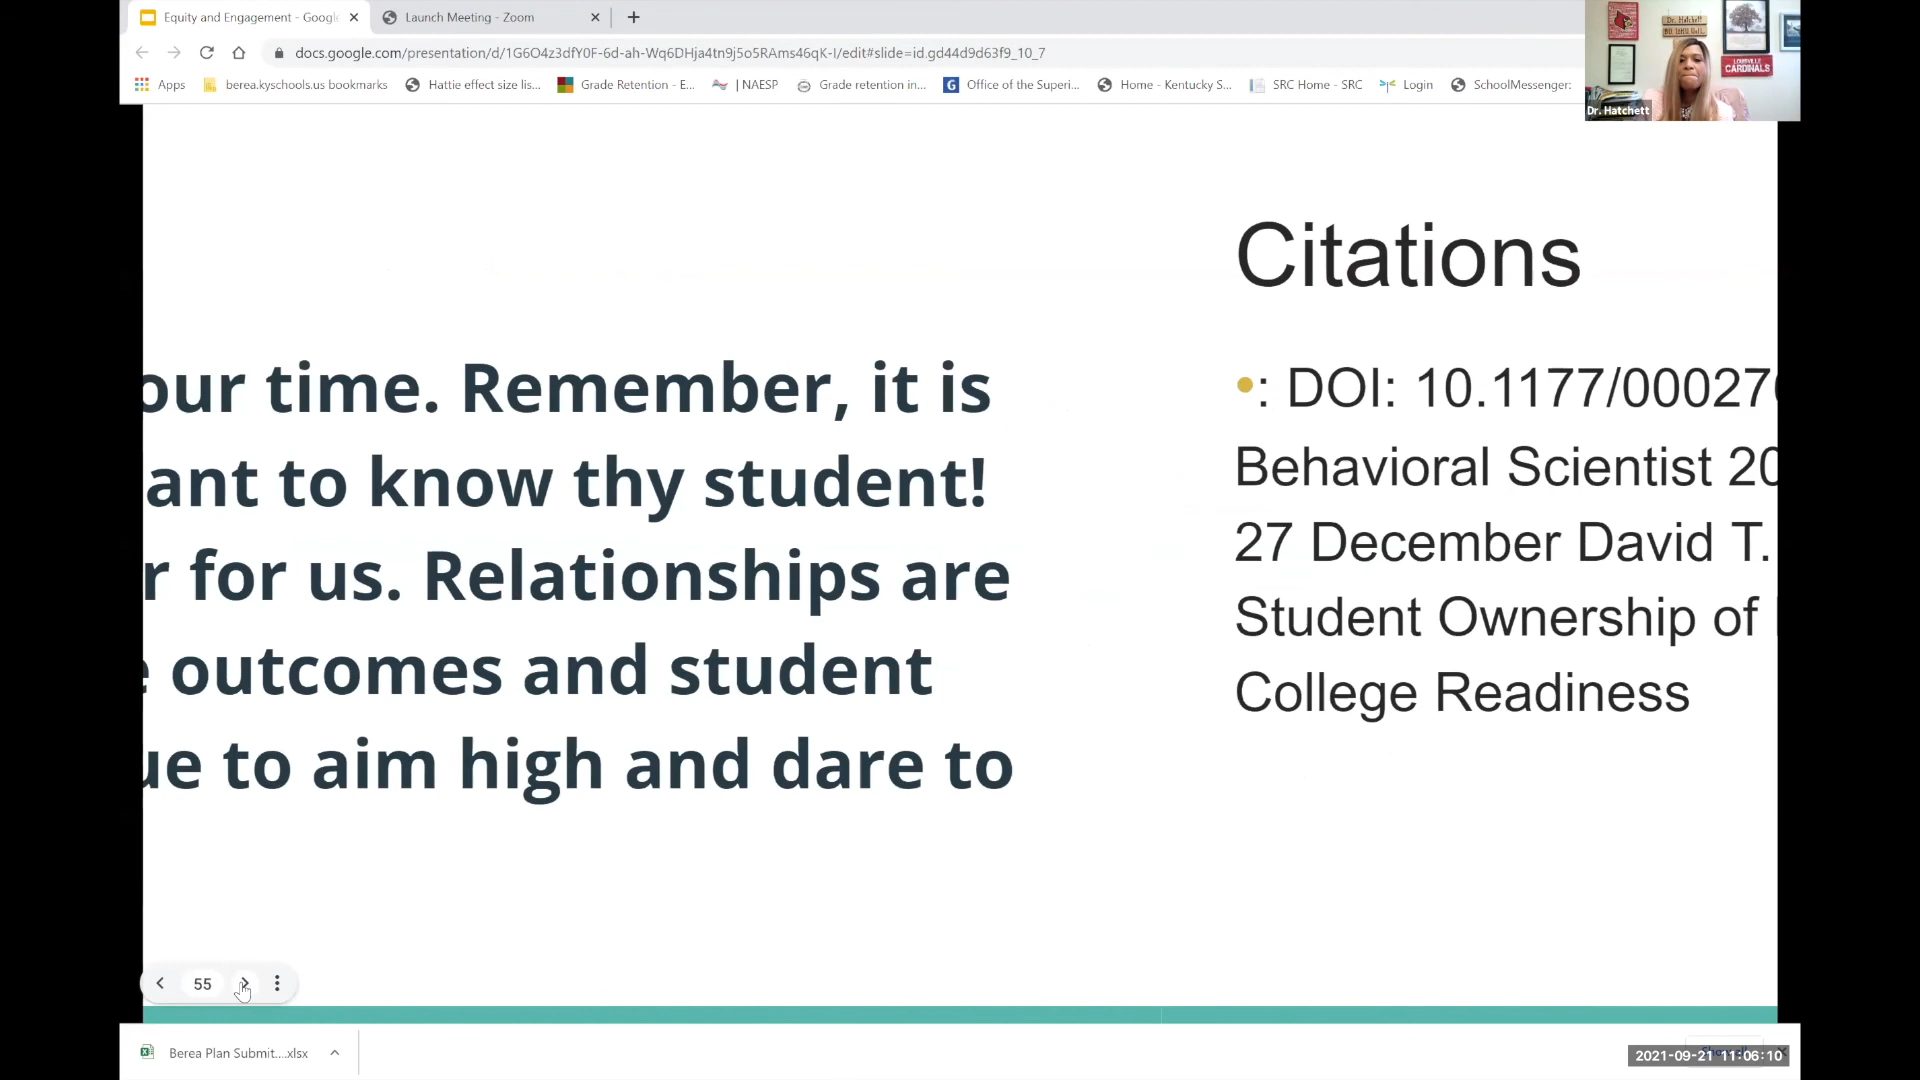 Equity and Engagement - Google
Launch Meeting - Zoom
docs.google.com/presentation/d/1G6O4z3dfY0F-6d-ah-Wq6DHja4tn9j5o5RAms46qK-I/edit#slide=id.gd44d9d63f9_10_7
Apps
berea.kyschools.us bookmarks
Hattie effect size lis...
Grade Retention - E...
| NAESP
Grade retention in...
Office of the Superi...
Home - Kentucky S...
SRC Home - SRC
Login
SchoolMessenger:
Dr. Hatchett
LOUISVILLE
CARDINALS
Dr. Hatchett
our time. Remember, it is
ant to know thy student!
r for us. Relationships are
e outcomes and student
ue to aim high and dare to
Citations
•: DOI: 10.1177/00027
Behavioral Scientist 20
27 December David T.
Student Ownership of
College Readiness
55
Berea Plan Submit....xlsx
2021-09-21 11:06:10